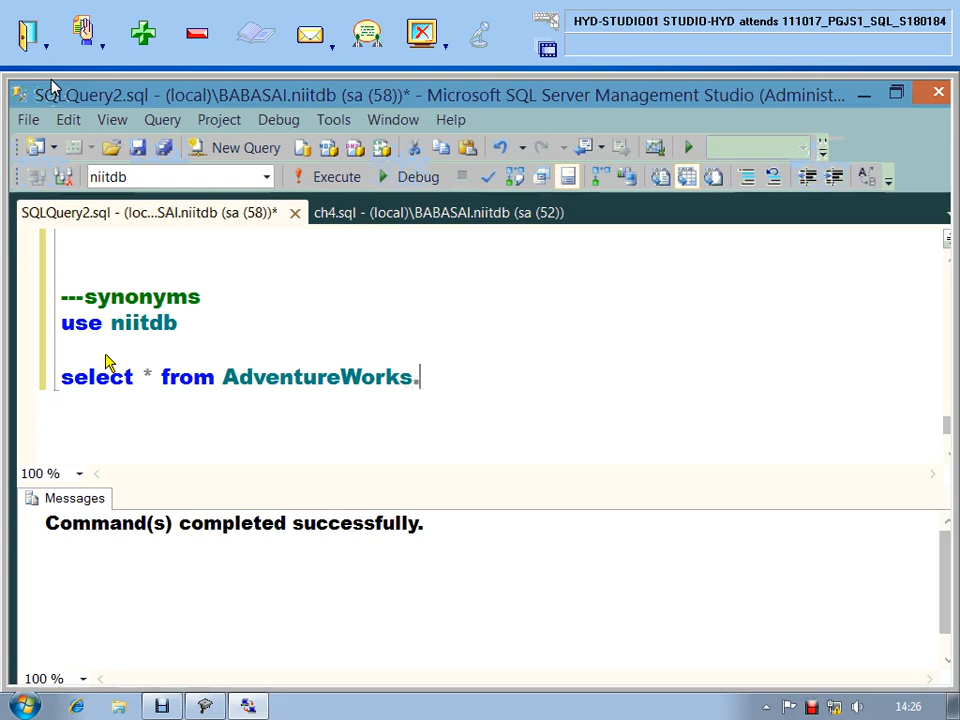 HYD-STUDIO01 STUDIO-HYD attends 111017_PGJS1_SQL_S180184
SQLQuery2.sql - (local)\BABASAI.niitdb (sa (58))* - Microsoft SQL Server Management Studio (Administ...
File Edit View Query Project Debug Tools Window Help
New Query
niitdb Execute Debug
SQLQuery2.sql - (loc...SAI.niitdb (sa (58))* ch4.sql - (local)\BABASAI.niitdb (sa (52))
---synonyms
use niitdb
select * from AdventureWorks.
100 %
Messages
Command(s) completed successfully.
100 %
14:26